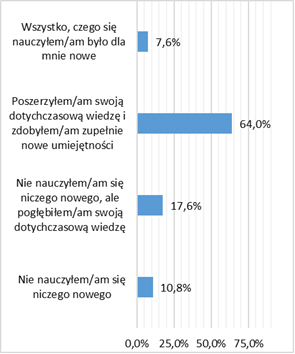 Wszystko, czego się
nauczyłem/am było dla
mnie nowe
7,6%
Poszerzyłem/am swoją
dotychczasową wiedzę i
zdobyłem/am zupełnie
nowe umiejętności
64,0%
Nie nauczyłem/am się
niczego nowego, ale
pogłębiłem/am swoją
dotychczasową wiedzę
17,6%
Nie nauczyłem/am się
niczego nowego
10,8%
0,0% 25,0% 50,0% 75,0%